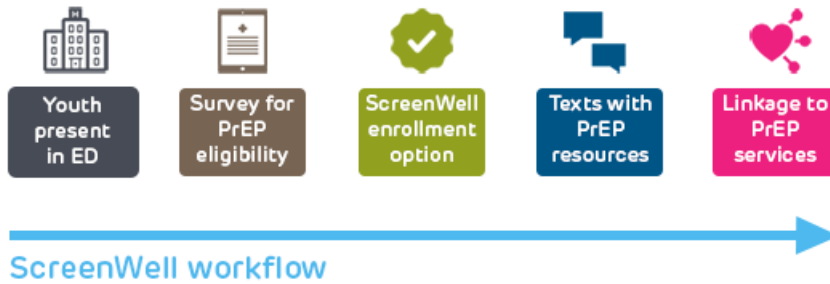 Youth
present
in ED
Survey for
PrEP
eligibility
ScreenWell
enrollment
option
Texts with
PrEP
resources
Linkage to
PrEP
services
ScreenWell workflow